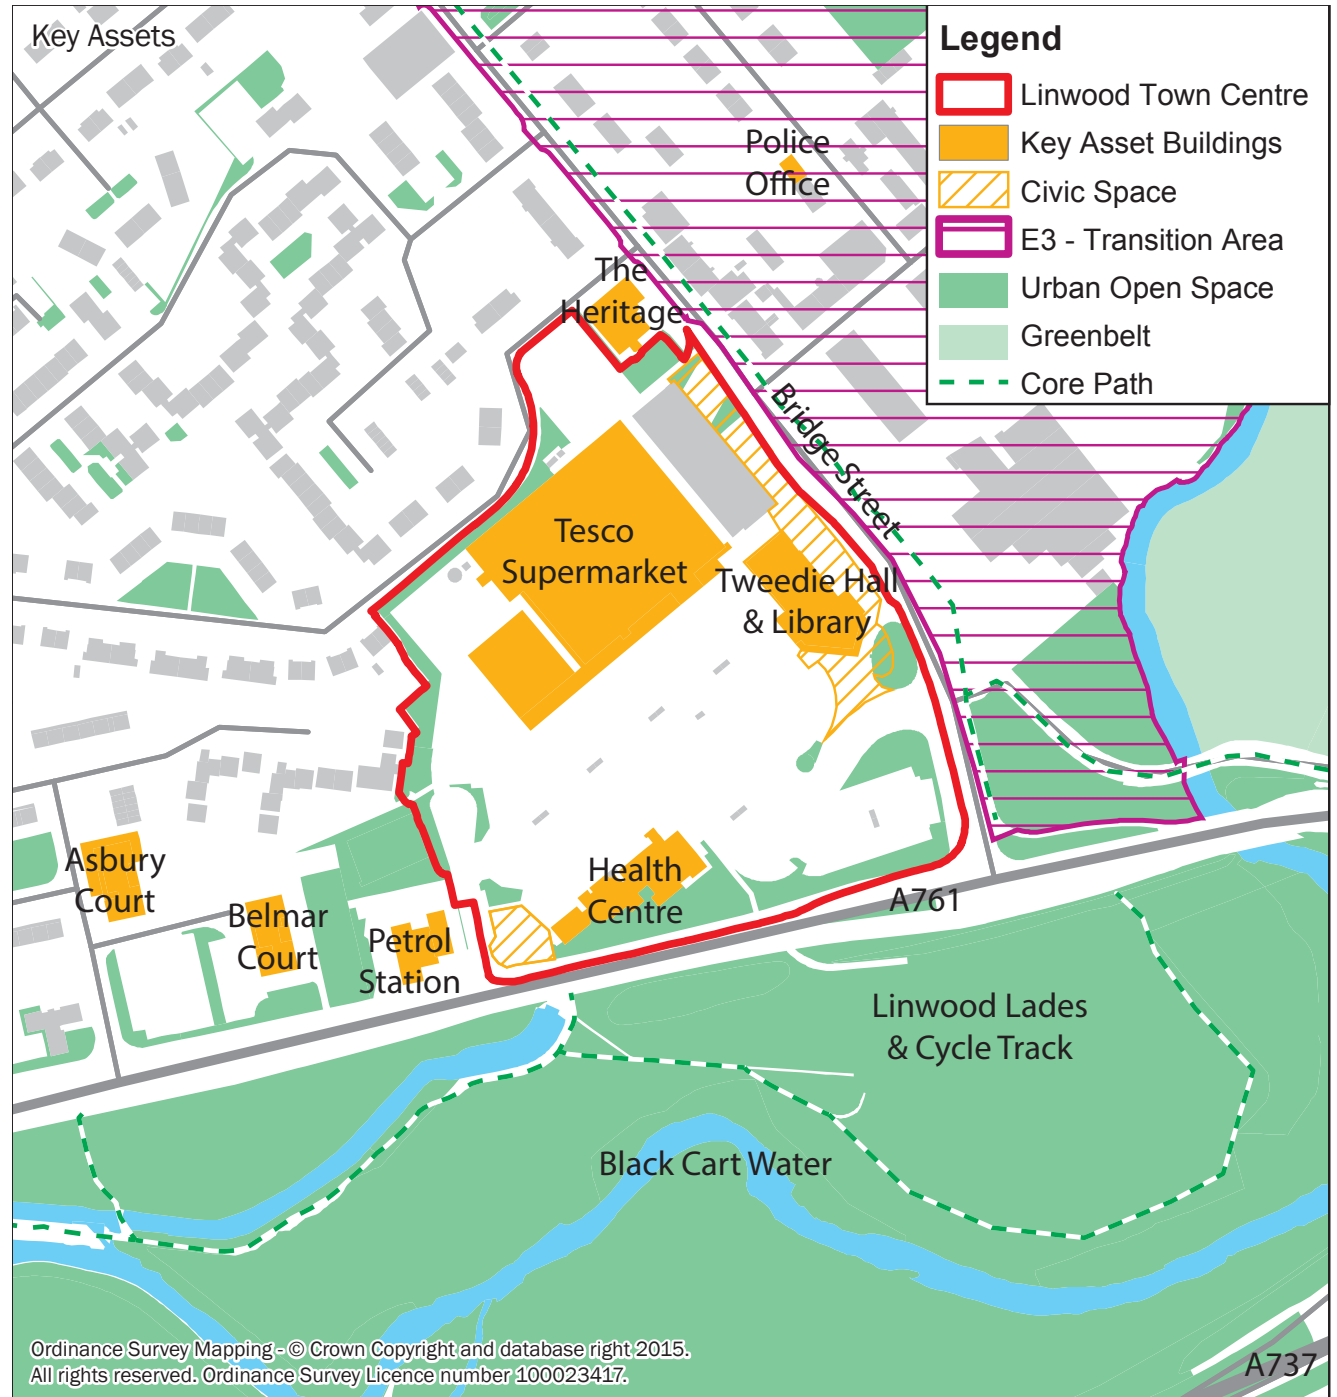 Key Assets
Legend
Linwood Town Centre
Key Asset Buildings
Civic Space
E3 - Transition Area
Urban Open Space
Greenbelt
Core Path
Police
Office
The
Heritage
Bridge Street
Tesco
Supermarket
Tweedie Hall
& Library
Asbury
Court
Belmar
Court
Petrol
Station
Health
Centre
A761
Linwood Lades
& Cycle Track
Black Cart Water
A737
Ordinance Survey Mapping - © Crown Copyright and database right 2015.
All rights reserved. Ordinance Survey Licence number 100023417.